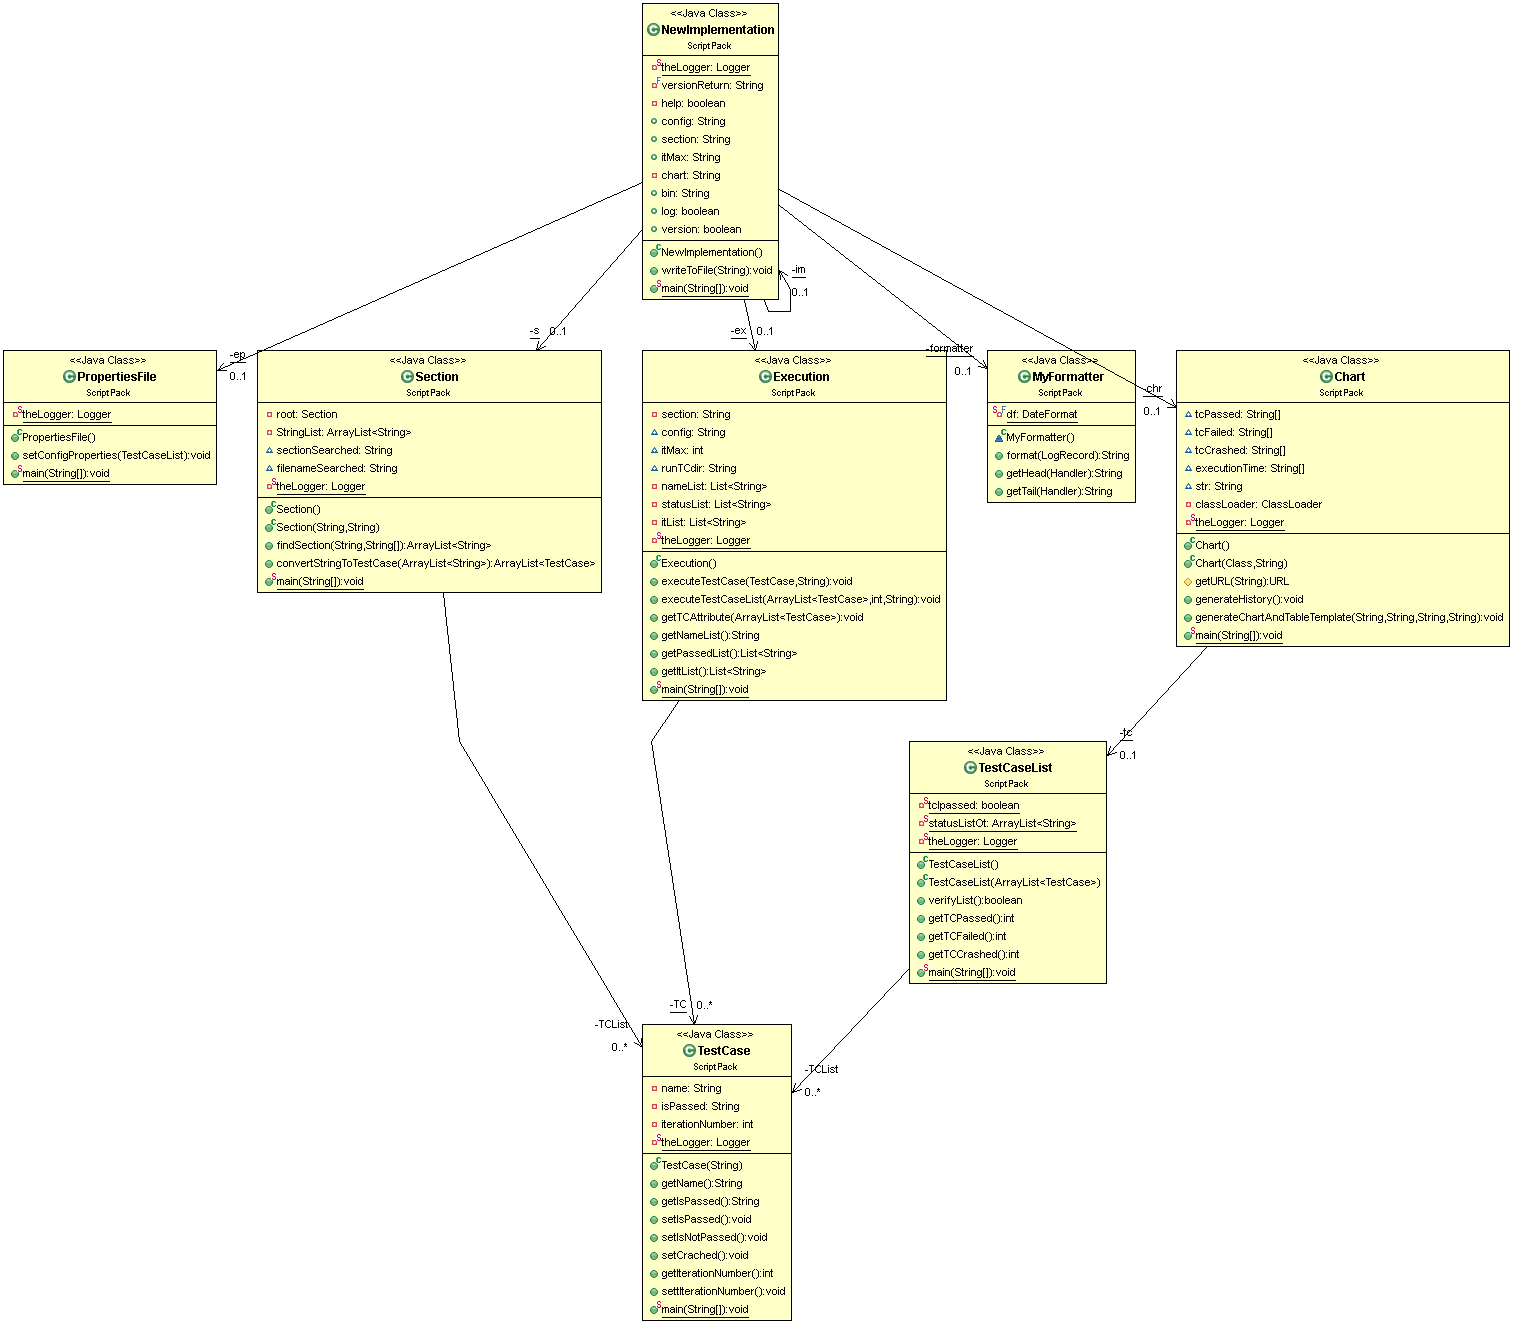 <<Java Class>>
NewImplementation
ScriptPack
theLogger: Logger
versionReturn: String
help: boolean
config: String
section: String
itMax: String
chart: String
bin: String
log: boolean
version: boolean
NewImplementation()
writeToFile(String):void
main(String[]):void
-im
0..1
-ep
0..1
-s
0..1
-ex
0..1
-formatter
0..1
-chr
0..1
<<Java Class>>
PropertiesFile
ScriptPack
theLogger: Logger
PropertiesFile()
setConfigProperties(TestCaseList):void
main(String[]):void
<<Java Class>>
Section
ScriptPack
root: Section
StringList: ArrayList<String>
sectionSearched: String
filenameSearched: String
theLogger: Logger
Section()
Section(String,String)
findSection(String,String[]):ArrayList<String>
convertStringToTestCase(ArrayList<String>):ArrayList<TestCase>
main(String[]):void
<<Java Class>>
Execution
ScriptPack
section: String
config: String
itMax: int
runTCdir: String
nameList: List<String>
statusList: List<String>
itList: List<String>
theLogger: Logger
Execution()
executeTestCase(TestCase,String):void
executeTestCaseList(ArrayList<TestCase>,int,String):void
getTCAttribute(ArrayList<TestCase>):void
getNameList():String
getPassedList():List<String>
getItList():List<String>
main(String[]):void
<<Java Class>>
MyFormatter
ScriptPack
df: DateFormat
MyFormatter()
format(LogRecord):String
getHead(Handler):String
getTail(Handler):String
<<Java Class>>
Chart
ScriptPack
tcPassed: String[]
tcFailed: String[]
tcCrashed: String[]
executionTime: String[]
str: String
classLoader: ClassLoader
theLogger: Logger
Chart()
Chart(Class,String)
getURL(String):URL
generateHistory():void
generateChartAndTableTemplate(String,String,String,String):void
main(String[]):void
-tc
0..1
<<Java Class>>
TestCaseList
ScriptPack
tclpassed: boolean
statusListOt: ArrayList<String>
theLogger: Logger
TestCaseList()
TestCaseList(ArrayList<TestCase>)
verifyList():boolean
getTCPassed():int
getTCFailed():int
getTCCrashed():int
main(String[]):void
-TC
0..*
-TCList
0..*
-TCList
0..*
<<Java Class>>
TestCase
ScriptPack
name: String
isPassed: String
iterationNumber: int
theLogger: Logger
TestCase(String)
getName():String
getIsPassed():String
setIsPassed():void
setIsNotPassed():void
setCrached():void
getIterationNumber():int
settIterationNumber():void
main(String[]):void